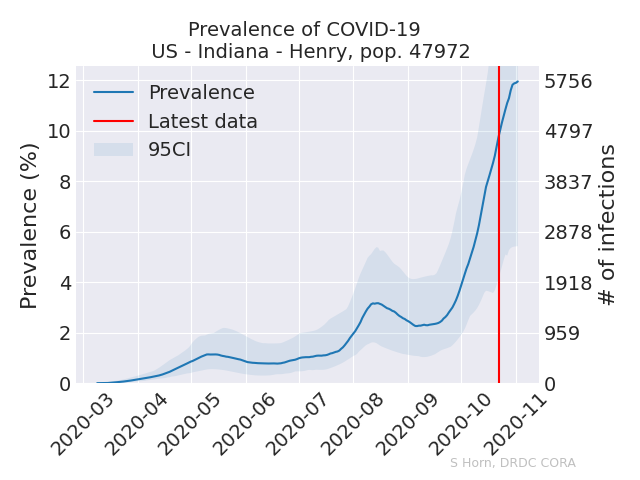 Prevalence of COVID-19
US - Indiana - Henry, pop. 47972
Prevalence
Latest data
95CI
Prevalence (%)
12
10
8
6
4
2
0
5756
4797
3837
2878
1918
959
0
# of infections
2020-03
2020-04
2020-05
2020-06
2020-07
2020-08
2020-09
2020-10
2020-11
S Horn, DRDC CORA